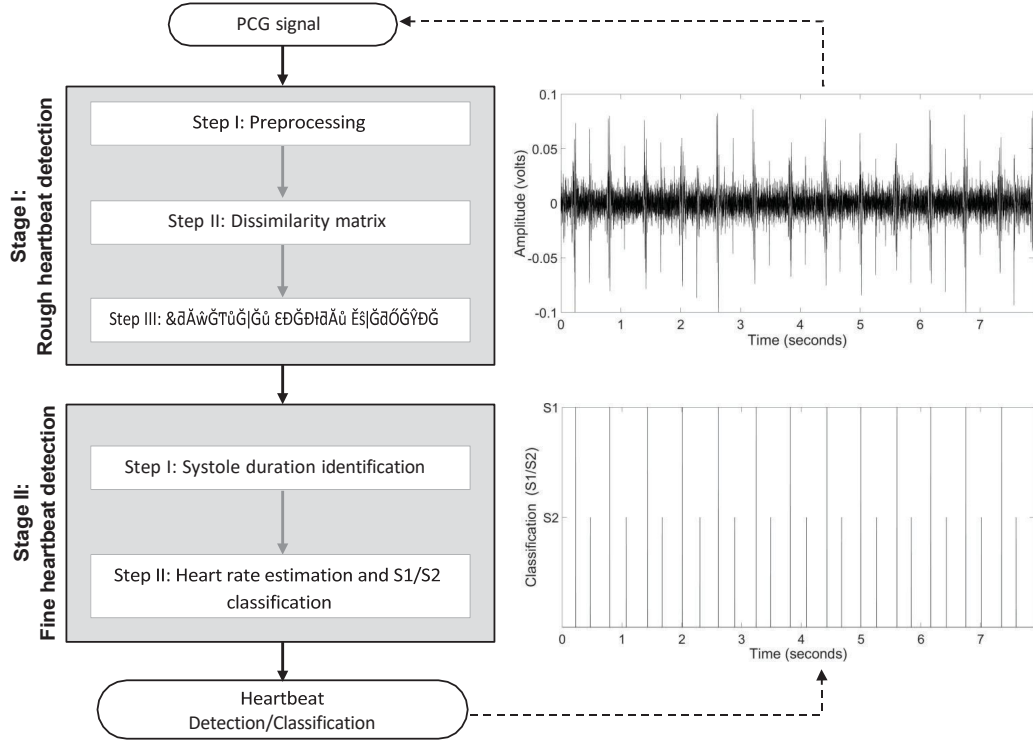 PCG signal
Stage I:
Rough heartbeat detection
Step I: Preprocessing
Step II: Dissimilarity matrix
Step III:
Stage II:
Fine heartbeat detection
Step I: Systole duration identification
Step II: Heart rate estimation and S1/S2
classification
Heartbeat
Detection/Classification
0.1
0.05
0
-0.05
-0.1
Amplitude (volts)
0 1 2 3 4 5 6 7
Time (seconds)
S1
S2
Classification (S1/S2)
0 1 2 3 4 5 6 7
Time (seconds)